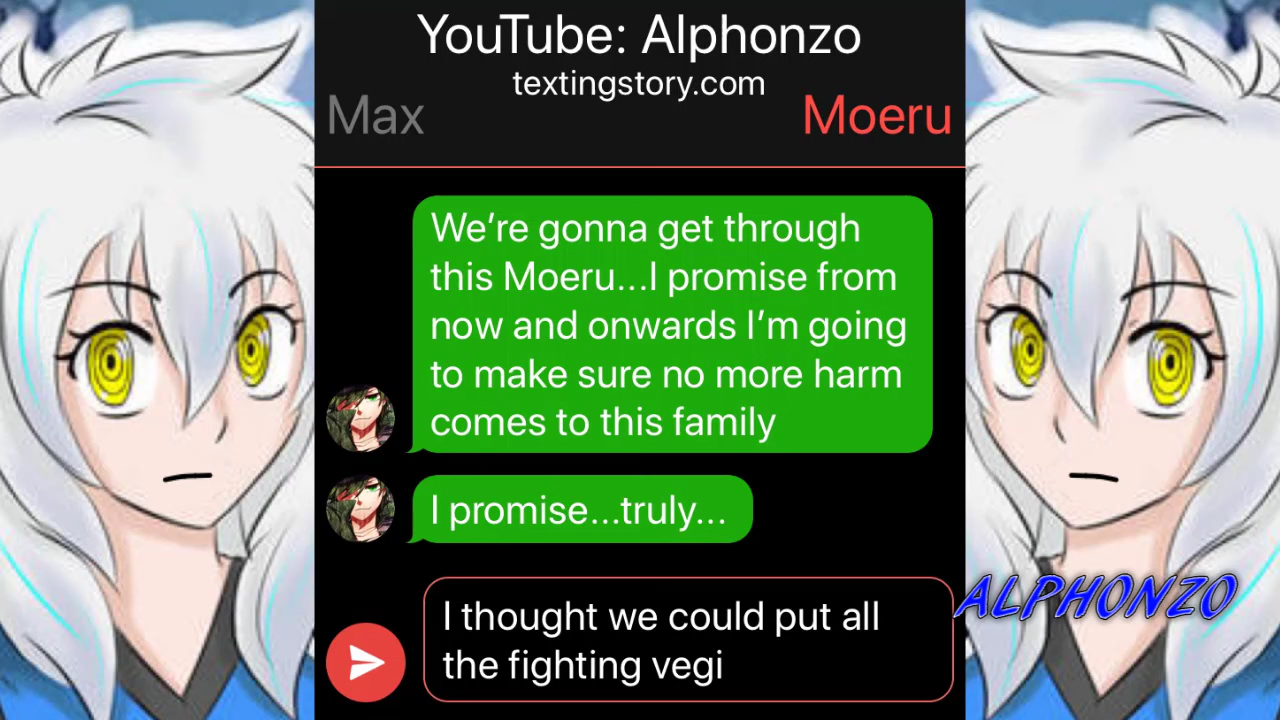 YouTube: Alphonzo
textingstory.com
Max
Moeru
We’re gonna get through
this Moeru...I promise from
now and onwards I’m going
to make sure no more harm
comes to this family
I promise...truly...
I thought we could put all
the fighting vegi
ALPHONZO